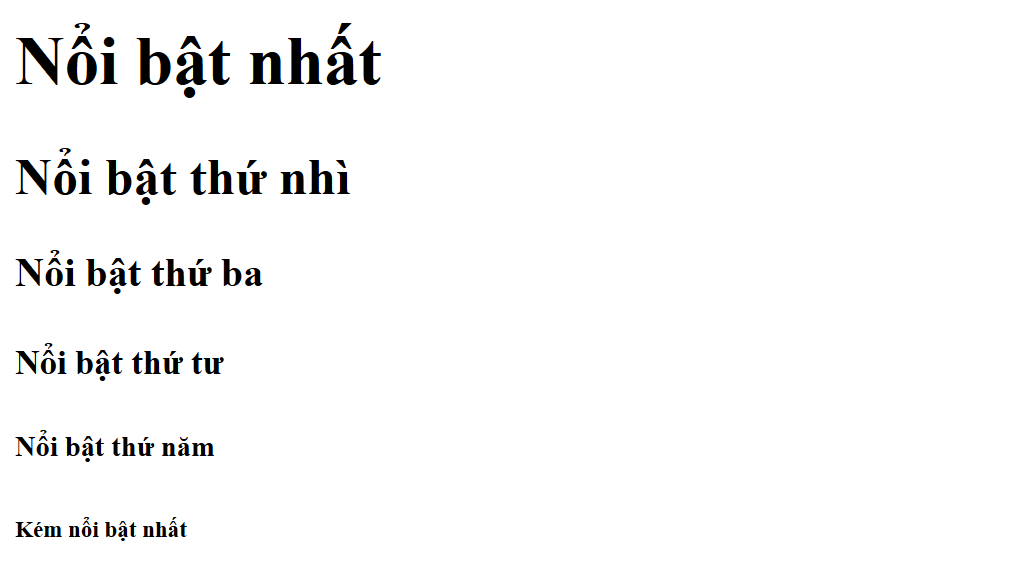 Nổi bật nhất
Nổi bật thứ nhì
Nổi bật thứ ba
Nổi bật thứ tư
Nổi bật thứ năm
Kém nổi bật nhất